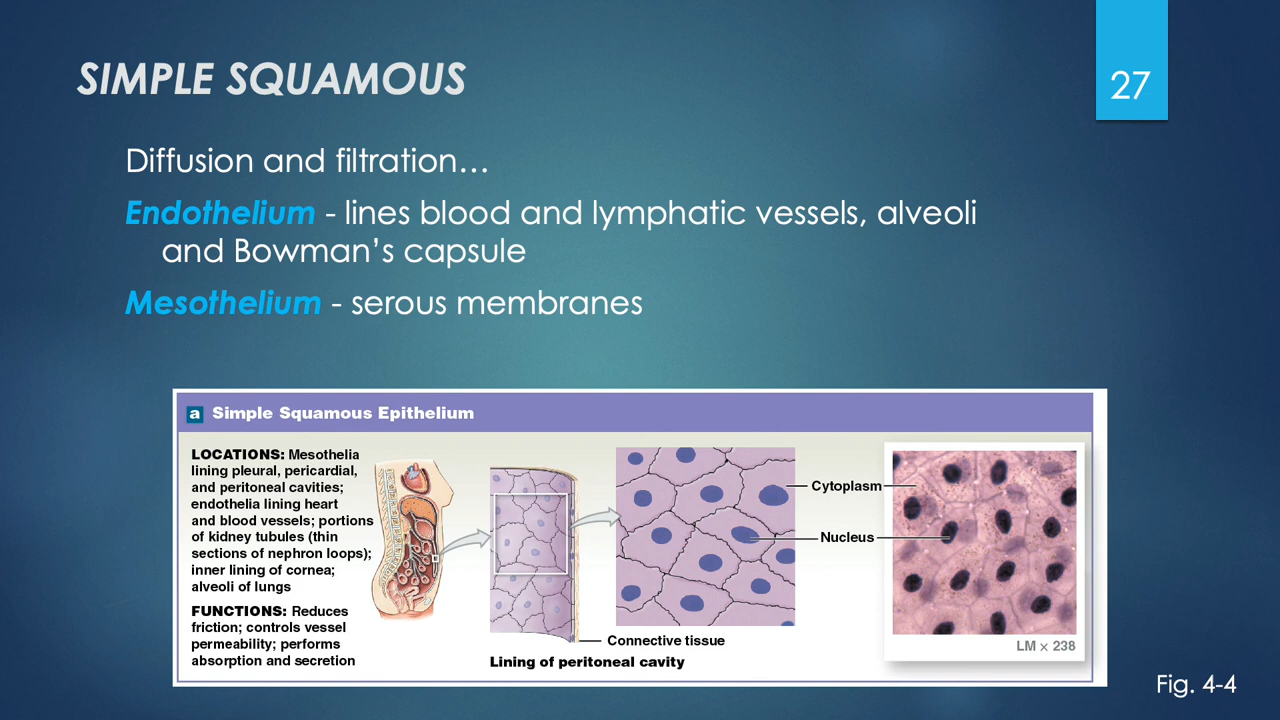 SIMPLE SQUAMOUS
27
Diffusion and filtration…
Endothelium - lines blood and lymphatic vessels, alveoli
and Bowman’s capsule
Mesothelium - serous membranes
a Simple Squamous Epithelium
LOCATIONS: Mesothelia
lining pleural, pericardial,
and peritoneal cavities;
endothelia lining heart
and blood vessels; portions
of kidney tubules (thin
sections of nephron loops);
inner lining of cornea;
alveoli of lungs
FUNCTIONS: Reduces
friction; controls vessel
permeability; performs
absorption and secretion
Cytoplasm
Nucleus
Connective tissue
Lining of peritoneal cavity
LM × 238
Fig. 4-4